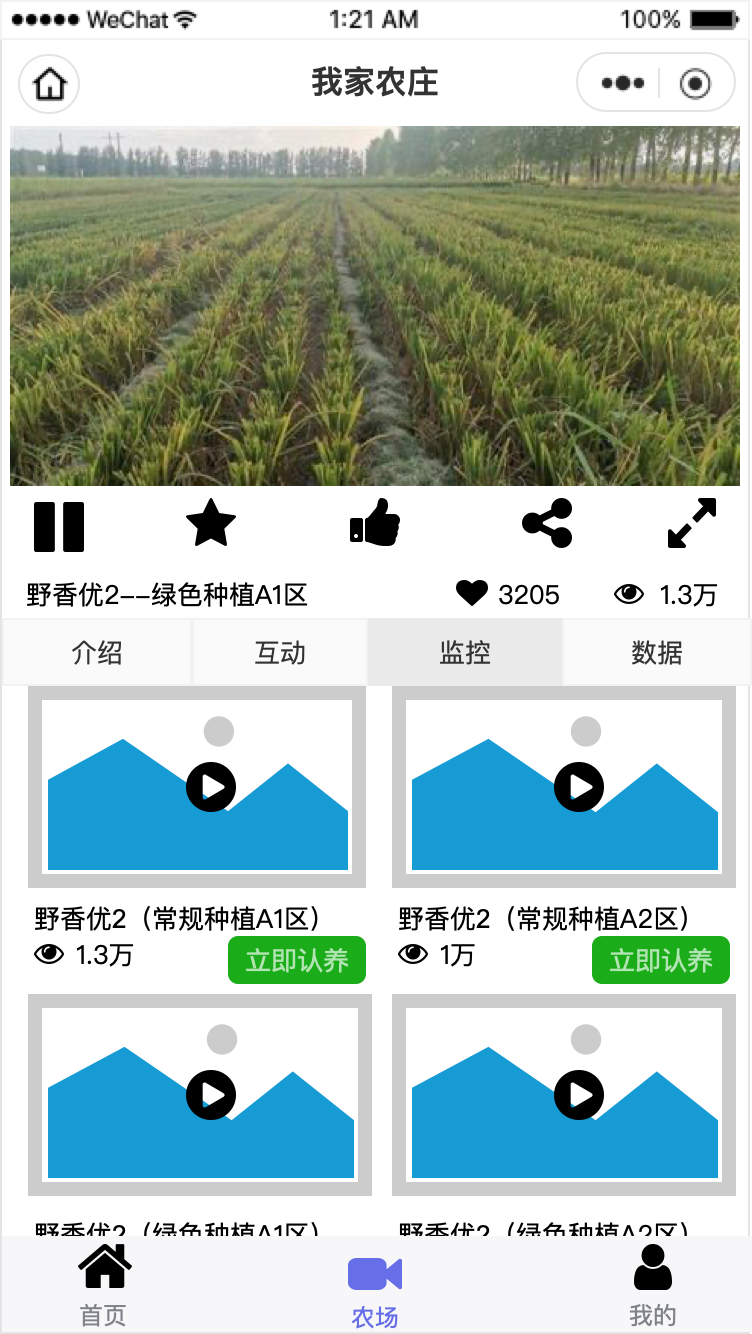 WeChat 1:21 AM 100%
我家农庄
野香优2--绿色种植A1区 3205 1.3万
介绍 互动 监控 数据
野香优2（常规种植A1区） 野香优2（常规种植A2区）
1.3万 立即认养 1万 立即认养
野香优2（绿色种植A1区） 野香优2（绿色种植A2区）
首页 农场 我的